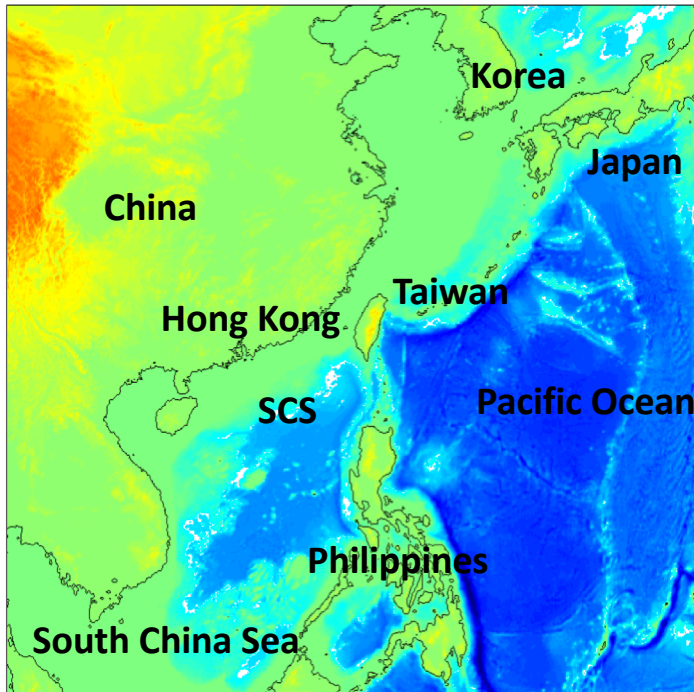 Korea
Japan
China
Taiwan
Hong Kong
SCS
Pacific Ocean
Philippines
South China Sea